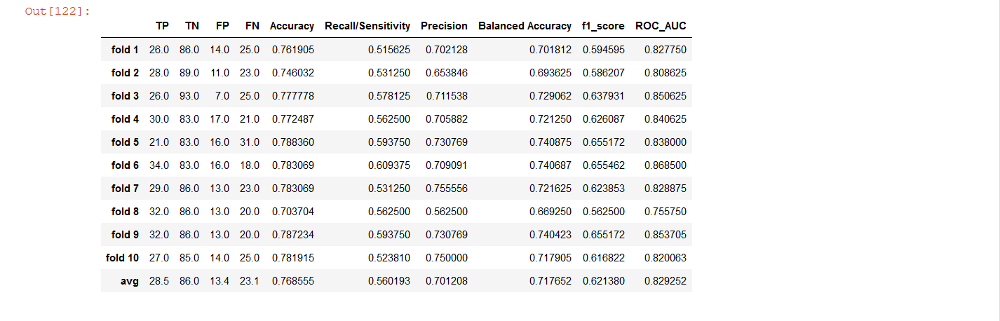 Out[122]:
TP TN FP FN Accuracy Recall/Sensitivity Precision Balanced Accuracy f1_score ROC_AUC
fold 1 26.0 86.0 14.0 25.0 0.761905 0.515625 0.702128 0.701812 0.594595 0.827750
fold 2 28.0 89.0 11.0 23.0 0.746032 0.531250 0.653846 0.693625 0.586207 0.808625
fold 3 26.0 93.0 7.0 25.0 0.777778 0.578125 0.711538 0.729062 0.637931 0.850625
fold 4 30.0 83.0 17.0 21.0 0.772487 0.562500 0.705882 0.721250 0.626087 0.840625
fold 5 21.0 83.0 16.0 31.0 0.788360 0.593750 0.730769 0.740875 0.655172 0.838000
fold 6 34.0 83.0 16.0 18.0 0.783069 0.609375 0.709091 0.740687 0.655462 0.868500
fold 7 29.0 86.0 13.0 23.0 0.783069 0.531250 0.755556 0.721625 0.623853 0.828875
fold 8 32.0 86.0 13.0 20.0 0.703704 0.562500 0.562500 0.669250 0.562500 0.755750
fold 9 32.0 86.0 13.0 20.0 0.787234 0.593750 0.730769 0.740423 0.655172 0.853705
fold 10 27.0 85.0 14.0 25.0 0.781915 0.523810 0.750000 0.717905 0.616822 0.820063
avg 28.5 86.0 13.4 23.1 0.768555 0.560193 0.701208 0.717652 0.621380 0.829252